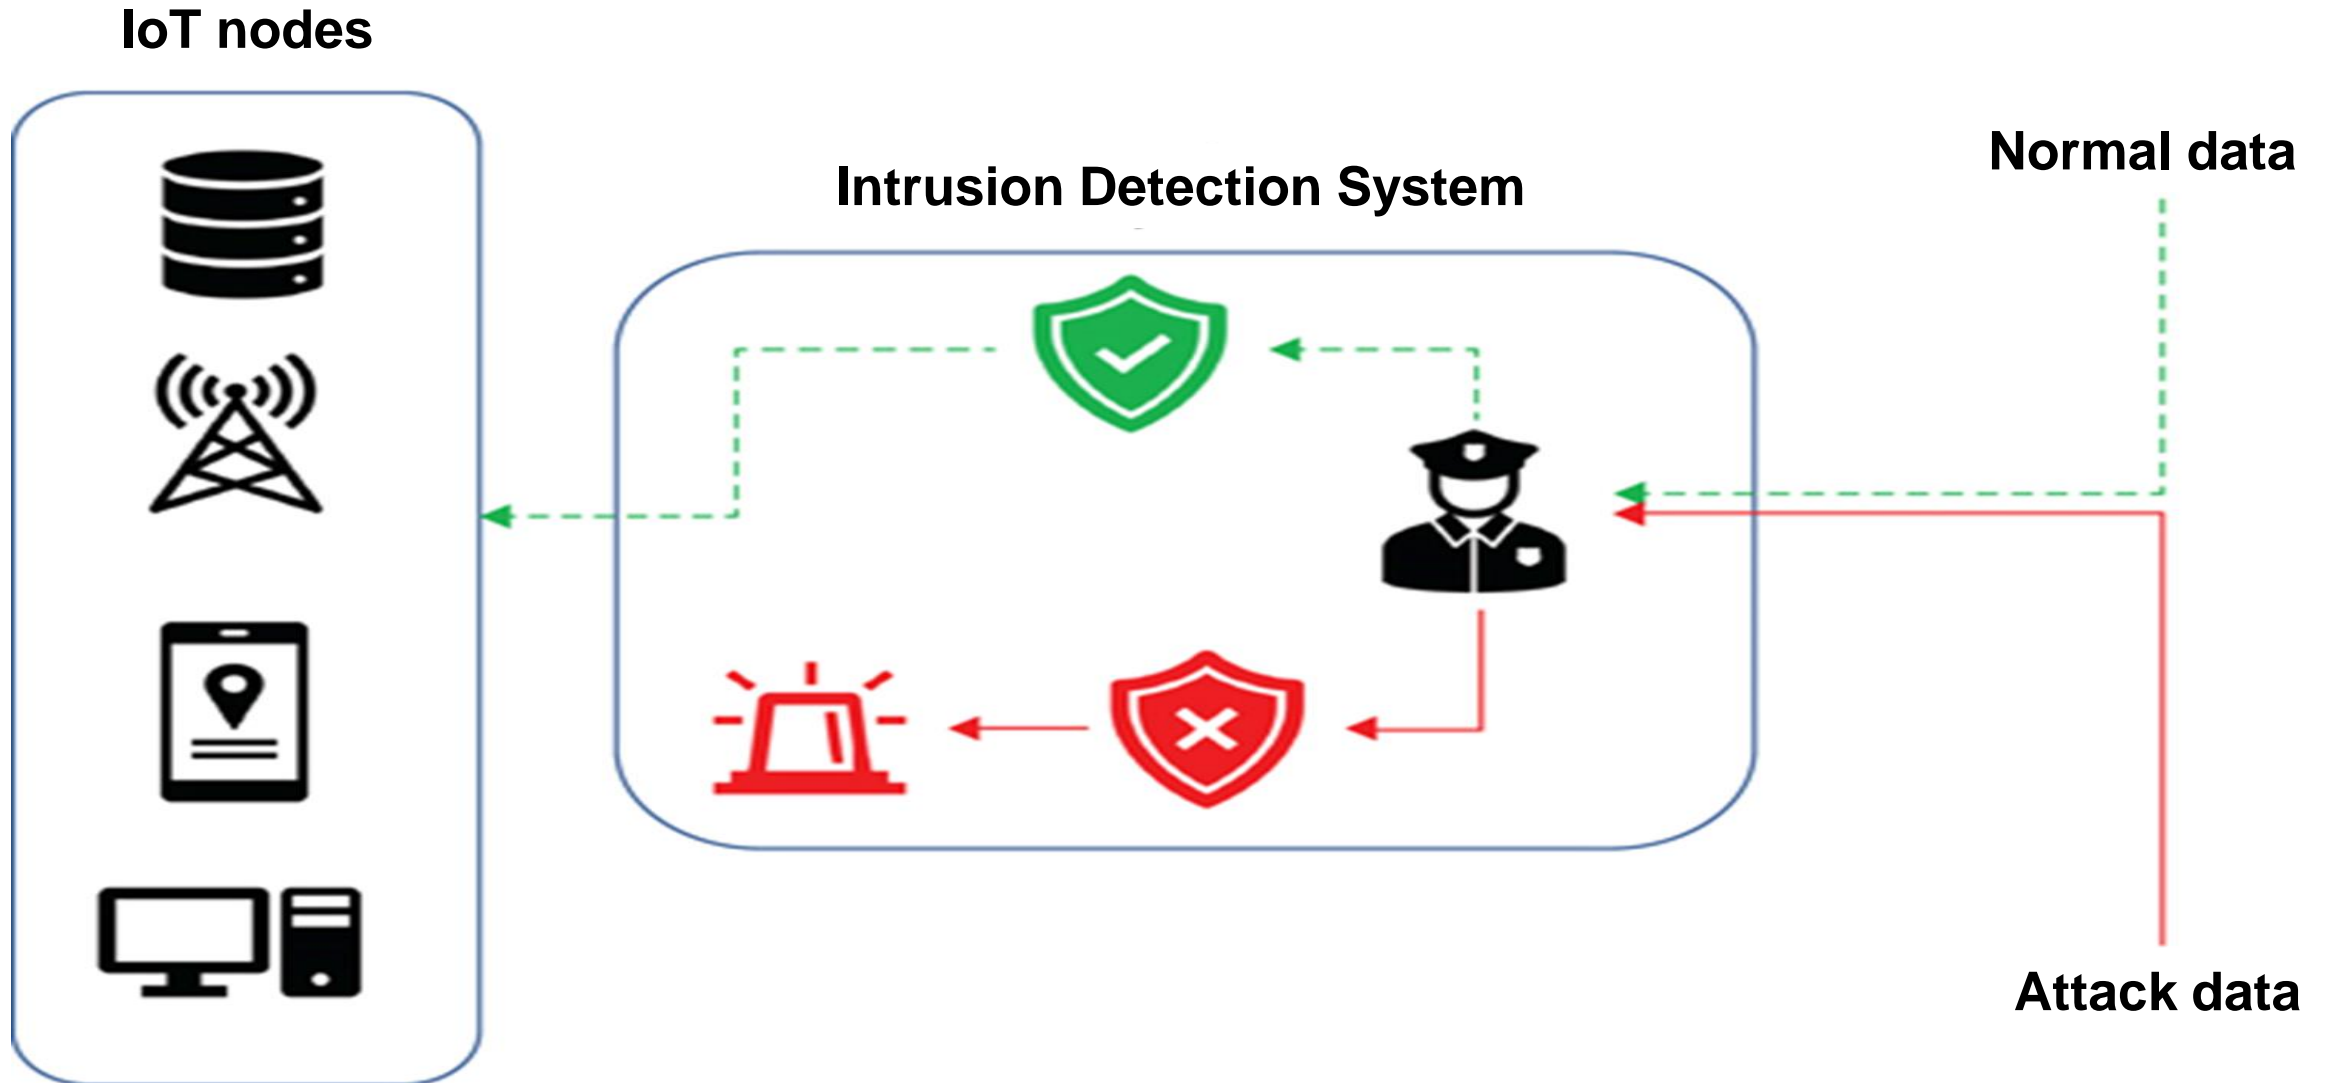 IoT nodes
Intrusion Detection System
Normal data
Attack data